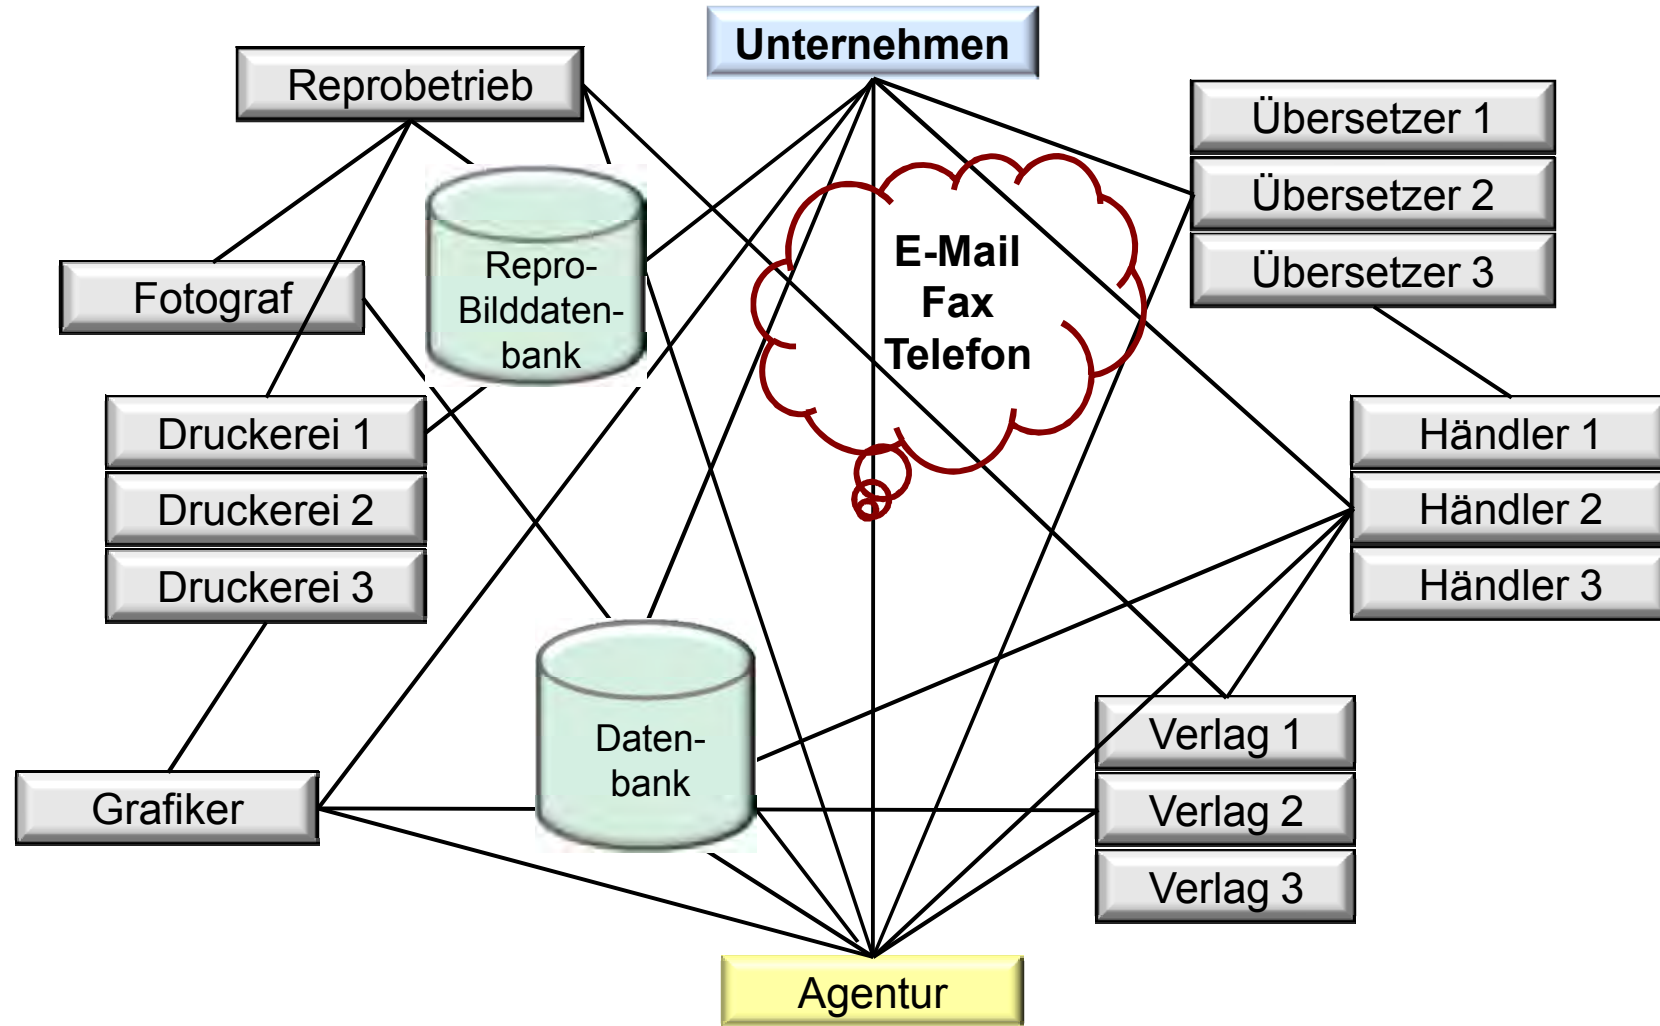 Unternehmen
Reprobetrieb
Übersetzer 1
Übersetzer 2
Übersetzer 3
E-Mail
Fax
Telefon
Repro-
Bilddaten-
bank
Fotograf
Druckerei 1
Druckerei 2
Druckerei 3
Händler 1
Händler 2
Händler 3
Daten-
bank
Verlag 1
Verlag 2
Verlag 3
Grafiker
Agentur